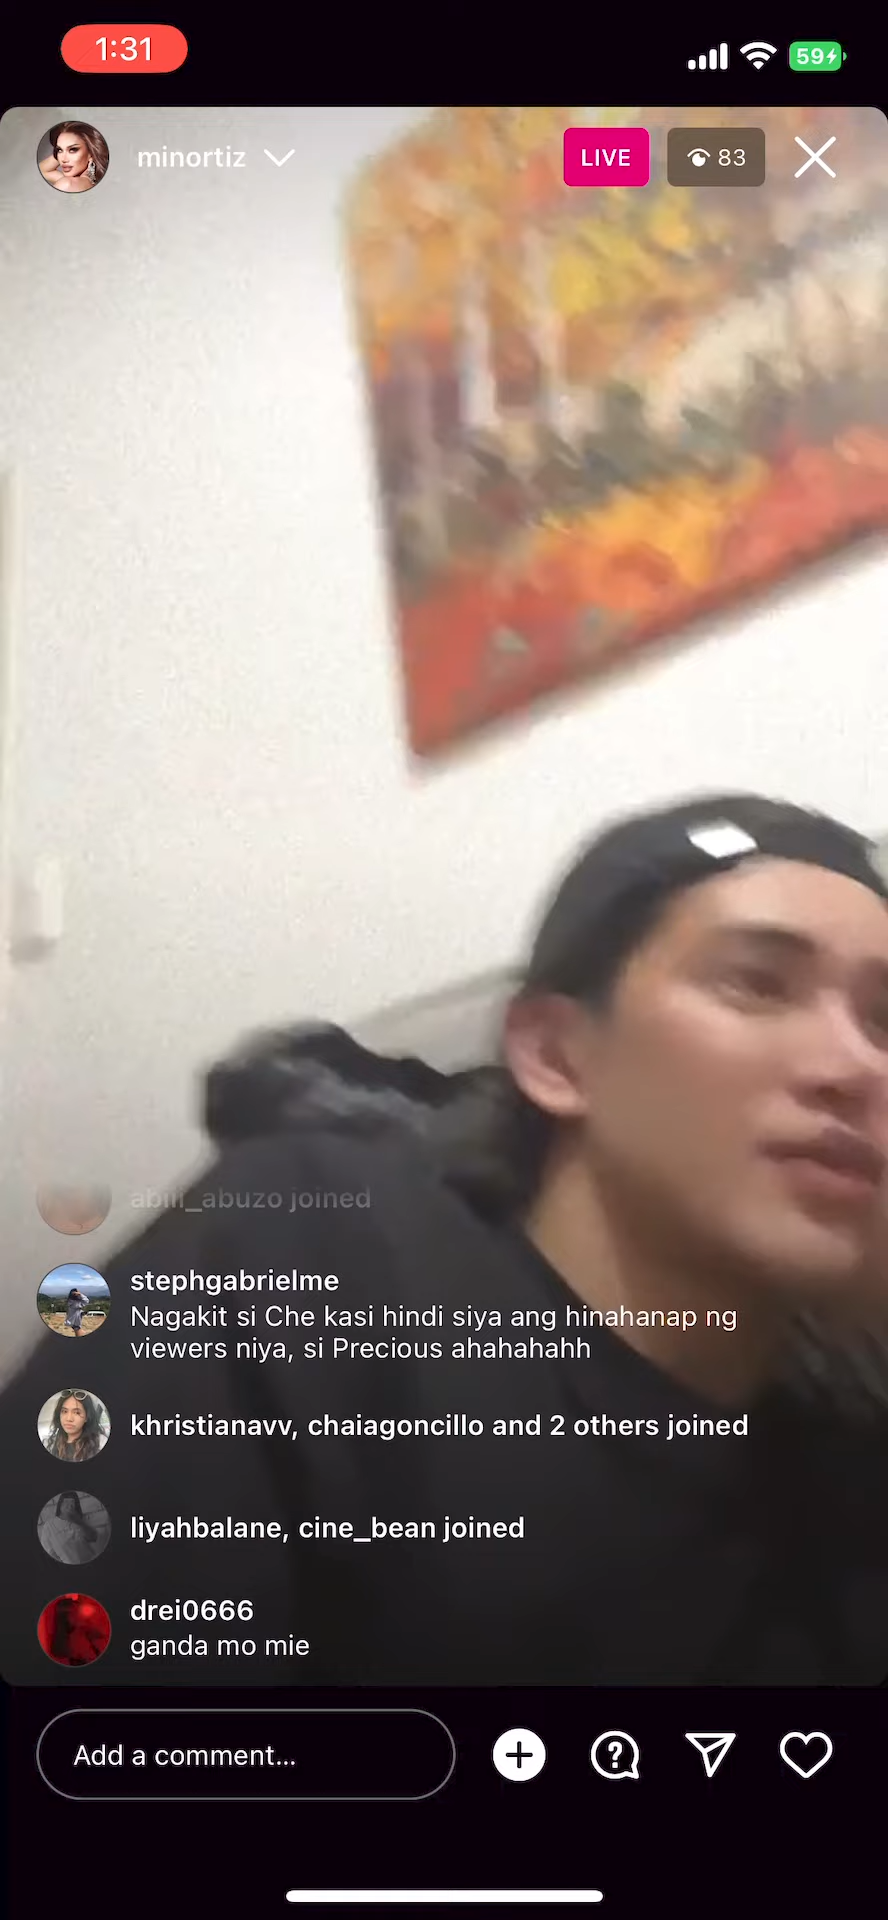 1:31
59
minortiz
LIVE
83
abili_abuzo joined
stephgabrielme
Nagakit si Che kasi hindi siya ang hinahanap ng
viewers niya, si Precious ahahahahh
khristianavv, chaiagoncillo and 2 others joined
liyahbalane, cine_bean joined
drei0666
ganda mo mie
Add a comment...